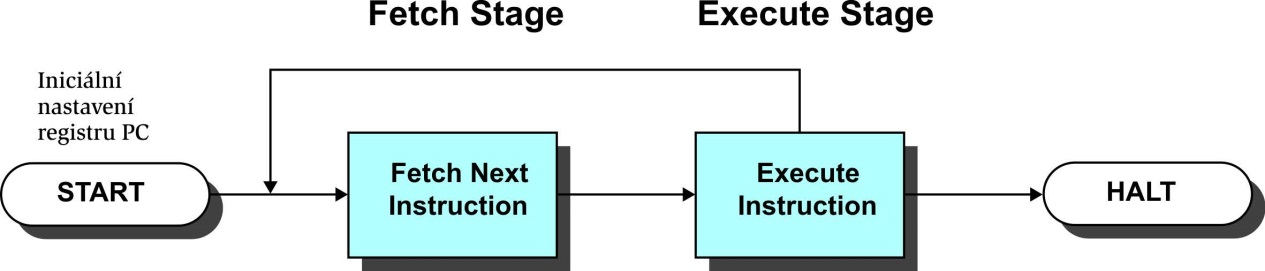 Fetch Stage
Execute Stage
Iniciální
nastavení
registru PC
START
Fetch Next
Instruction
Execute
Instruction
HALT